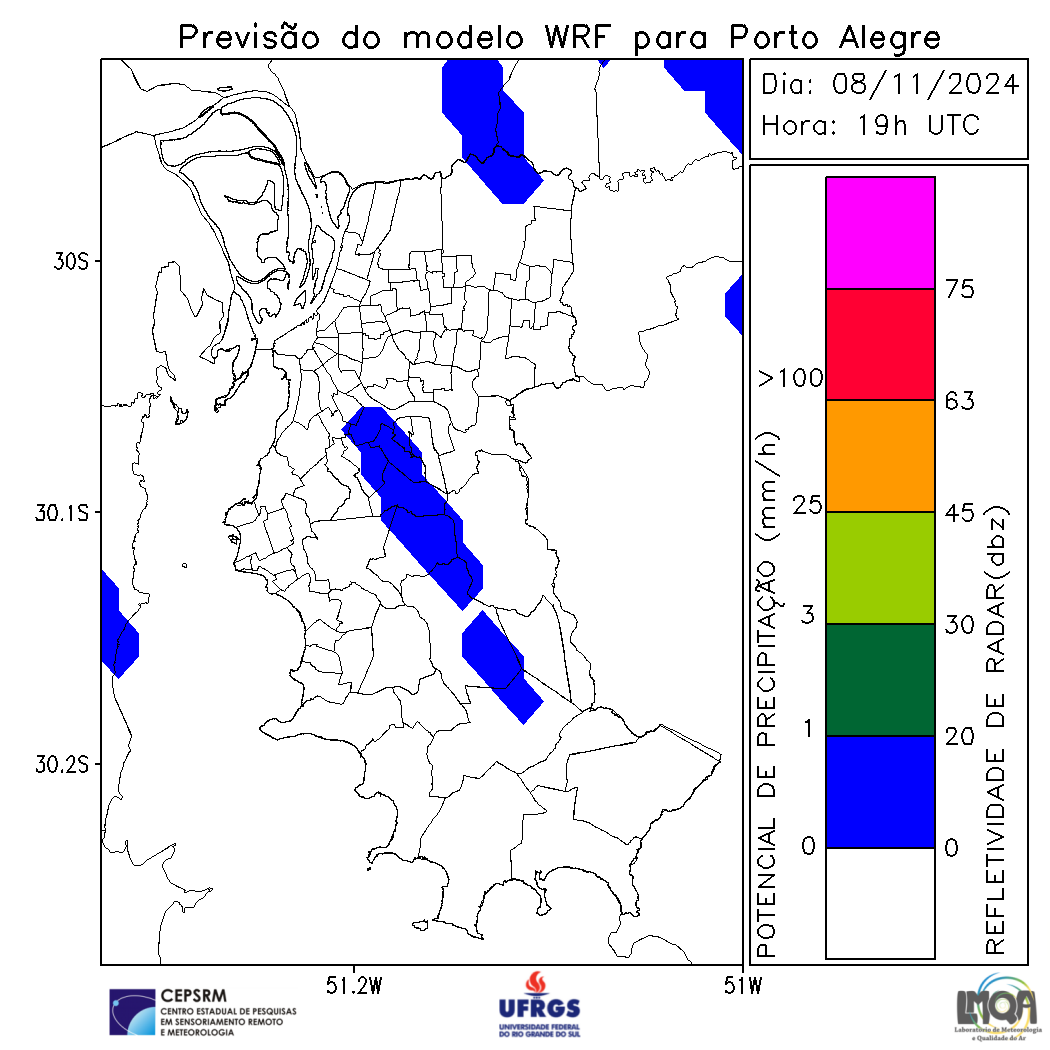 Previsão do modelo WRF para Porto Alegre
Dia: 08/11/2024
Hora: 19h UTC
30S
30.1S
30.2S
51.2W
51W
POTENCIAL DE PRECIPITAÇÃO (mm/h)
>100
25
3
1
0
75
63
45
30
20
0
REFLETIVIDADE DE RADAR(dbz)
CEPSRM
CENTRO ESTADUAL DE PESQUISAS
EM SENSORIAMENTO REMOTO
E METEOROLOGIA
UFRGS
UNIVERSIDADE FEDERAL
DO RIO GRANDE DO SUL
LMQA
Laboratório de Meteorologia
e Qualidade do Ar